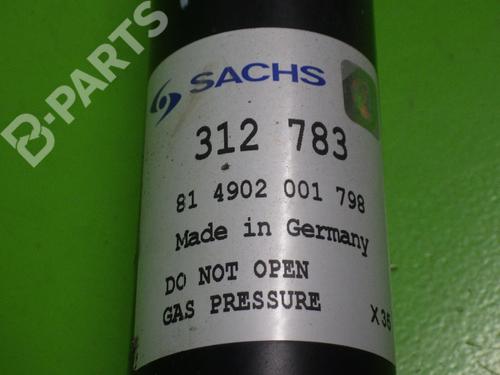 B-PARTS
SACHS
312 783
81 4902 001 798
Made in Germany
DO NOT OPEN
GAS PRESSURE X35